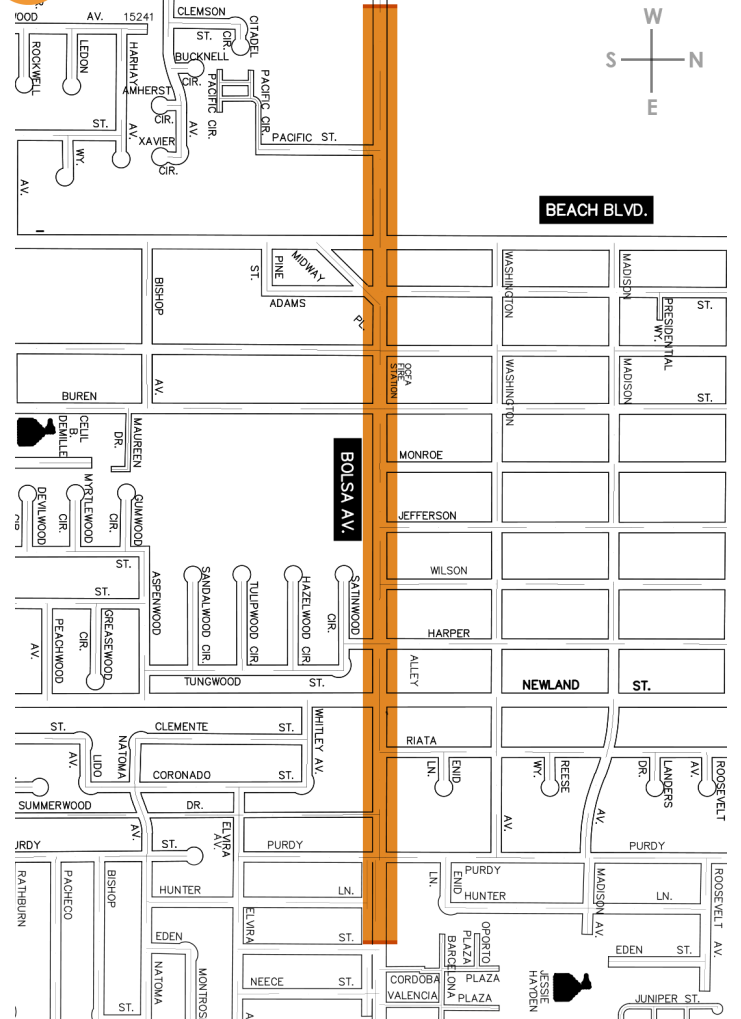 WOOD AV. 15241
CLEMSON
ST.
CIR.
CITADEL
ROCKWELL
LEDON
HARHAY
BUCKNELL
CIR.
AMHERST
CIR.
PACIFIC CIR.
PACIFIC CIR.
ST.
AV.
XAVIER
CIR.
AV.
PACIFIC ST.
WY.
AV.
W
S N
E
BEACH BLVD.
BISHOP
ST.
PINE
MIDWAY
ADAMS
PL.
WASHINGTON
MADISON
PRESIDENTIAL
WY.
ST.
BUREN
AV.
OCFA
FIRE
STATION
WASHINGTON
MADISON
ST.
CELIL
B.
DEMILLE
DR.
MAUREEN
MONROE
BOLSA AV.
DEVILWOOD
CIR.
MYRTLEWOOD
CIR.
GUMWOOD
CIR.
JEFFERSON
ST.
WILSON
ST.
ASPENWOOD
SANDALWOOD CIR.
TULIPWOOD CIR.
HAZELWOOD CIR.
SATINWOOD
CIR.
AV.
PEACHWOOD
GREASEWOOD
CIR.
HARPER
TUNGWOOD ST.
ALLEY
NEWLAND ST.
ST.
CLEMENTE ST.
WHITLEY AV.
RIATA
AV.
LIDO
NATOMA
CORONADO ST.
ENID
LN.
REESE
WY.
LANDERS
DR.
ROOSEVELT
AV.
SUMMERWOOD DR.
AV.
AV.
AV.
URDY
ST.
ELVIRA
AV.
PURDY
PURDY
RATHBURN
PACHECO
BISHOP
HUNTER
LN.
ENID
LN.
PURDY
HUNTER
MADISON
AV.
LN.
ROOSEVELT AV.
EDEN
ELVIRA
ST.
OPORTO
PLAZA
BARCELONA
EDEN ST.
NATOMA
MONTROS
NEECE ST.
CORDOBA PLAZA
VALENCIA PLAZA
JESSIE
HAYDEN
JUNIPER ST.
ST.